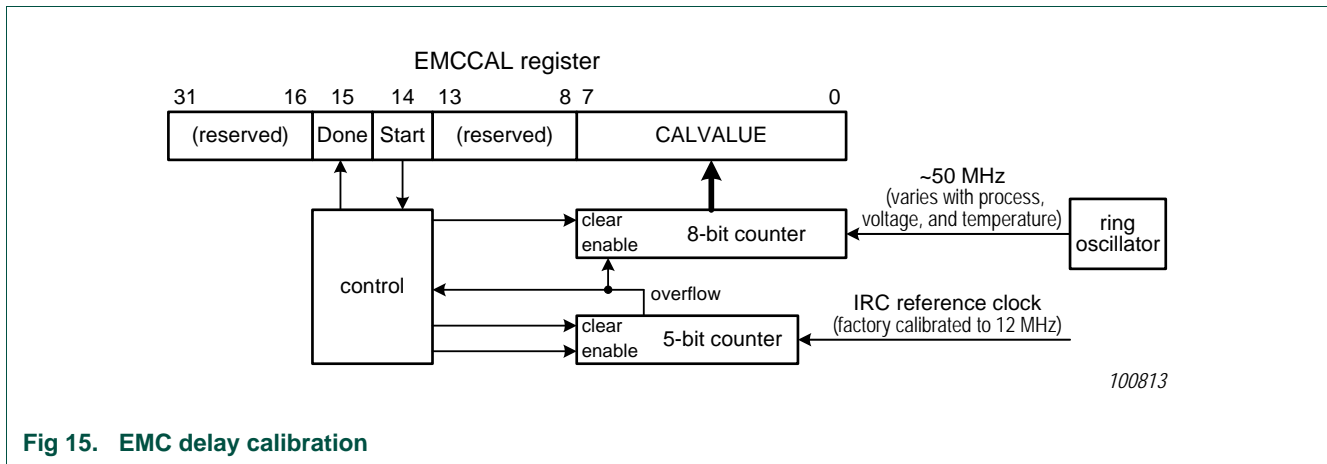 EMCCAL register
31 16 15 14 13 8 7 0
(reserved) Done Start (reserved) CALVALUE
~50 MHz
(varies with process,
voltage, and temperature)
ring
oscillator
clear
enable
8-bit counter
control
overflow
IRC reference clock
(factory calibrated to 12 MHz)
clear
enable
5-bit counter
100813
Fig 15. EMC delay calibration